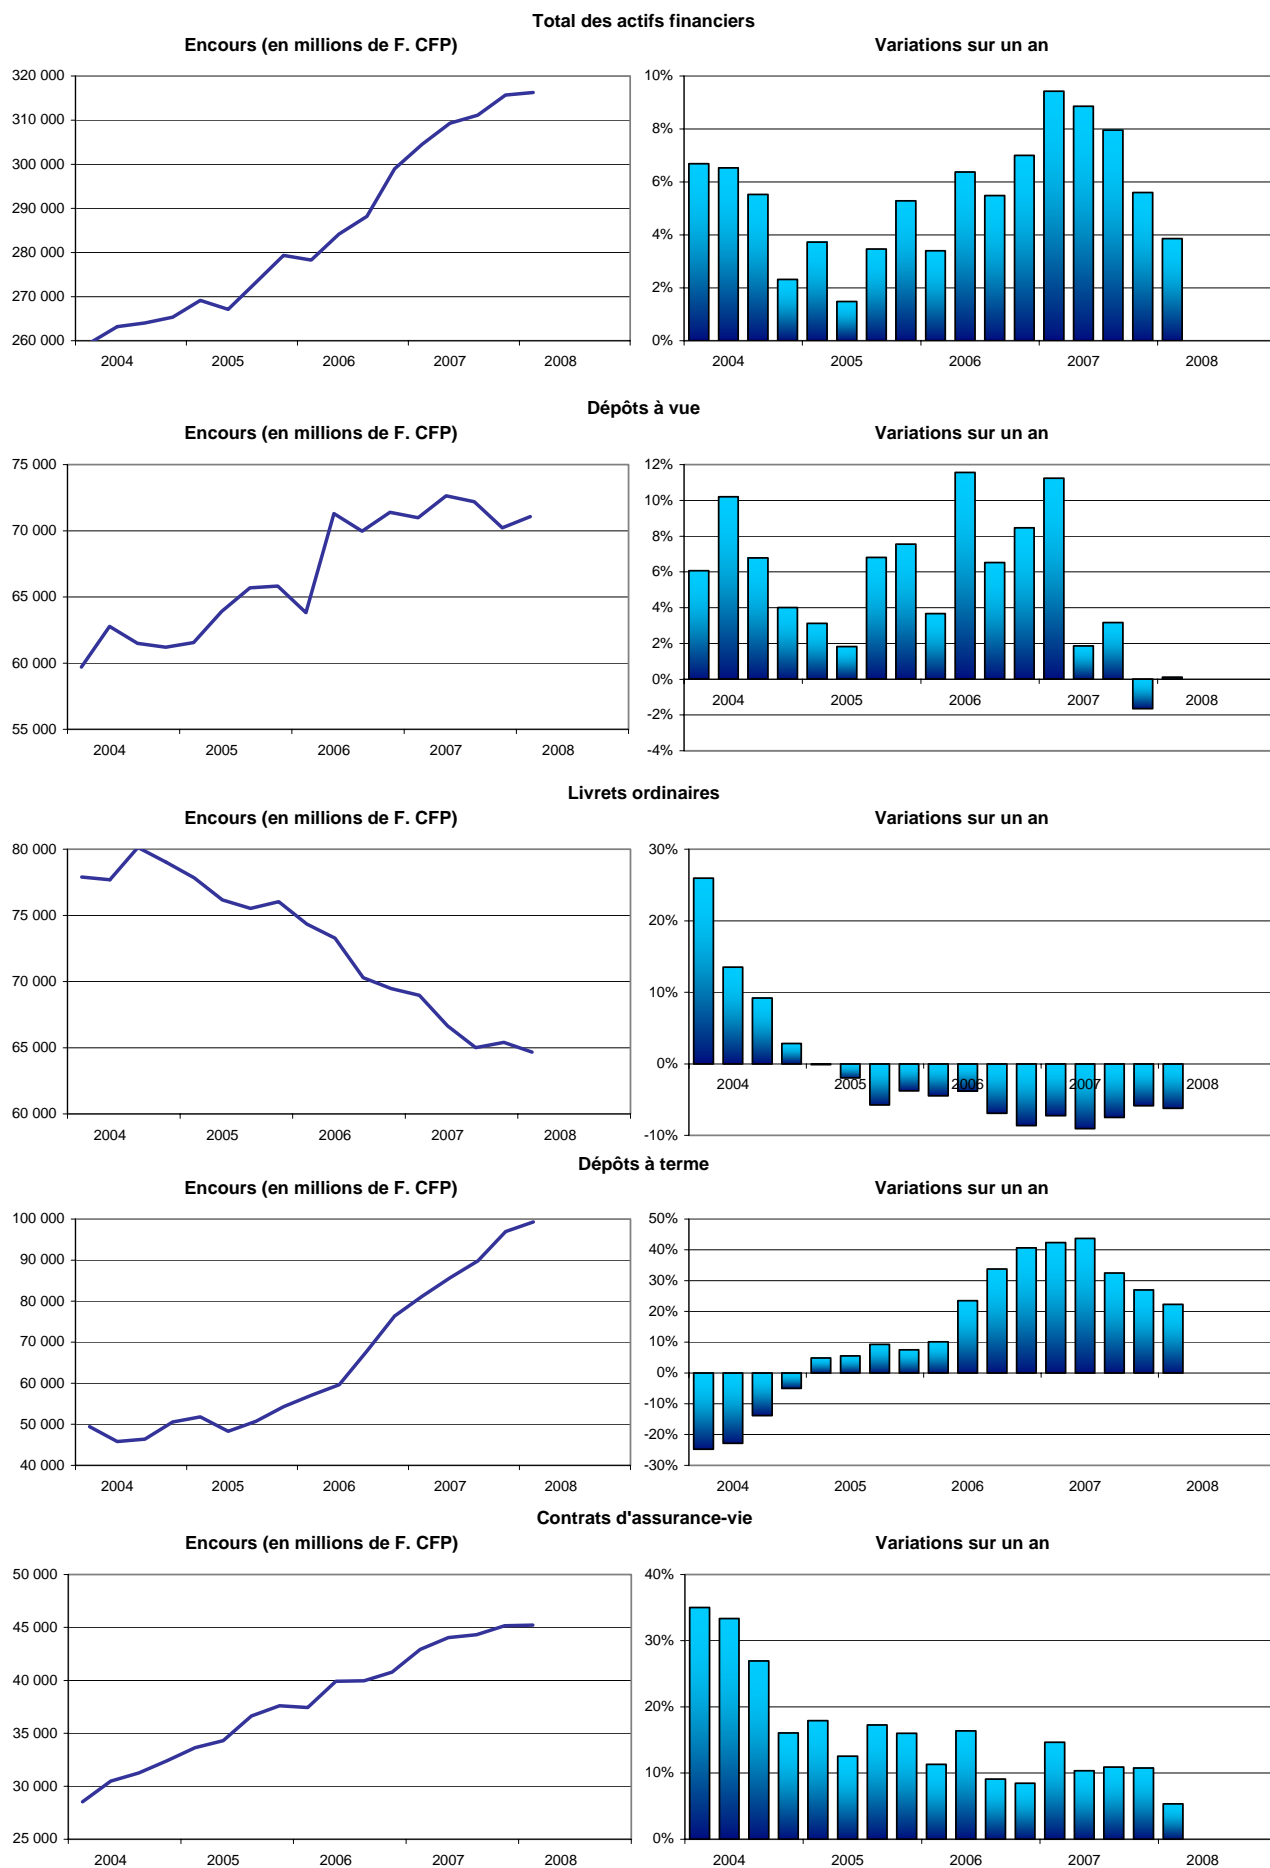 Total des actifs financiers
Encours (en millions de F. CFP)
Variations sur un an
320 000
310 000
300 000
290 000
280 000
270 000
260 000
2004 2005 2006 2007 2008
10%
8%
6%
4%
2%
0%
2004 2005 2006 2007 2008
Dépôts à vue
Encours (en millions de F. CFP)
Variations sur un an
75 000
70 000
65 000
60 000
55 000
2004 2005 2006 2007 2008
12%
10%
8%
6%
4%
2%
0%
-2%
-4%
2004 2005 2006 2007 2008
Livrets ordinaires
Encours (en millions de F. CFP)
Variations sur un an
80 000
75 000
70 000
65 000
60 000
2004 2005 2006 2007 2008
30%
20%
10%
0%
-10%
2004 2005 2006 2007 2008
Dépôts à terme
Encours (en millions de F. CFP)
Variations sur un an
100 000
90 000
80 000
70 000
60 000
50 000
40 000
2004 2005 2006 2007 2008
50%
40%
30%
20%
10%
0%
-10%
-20%
-30%
2004 2005 2006 2007 2008
Contrats d'assurance-vie
Encours (en millions de F. CFP)
Variations sur un an
50 000
45 000
40 000
35 000
30 000
25 000
2004 2005 2006 2007 2008
40%
30%
20%
10%
0%
2004 2005 2006 2007 2008